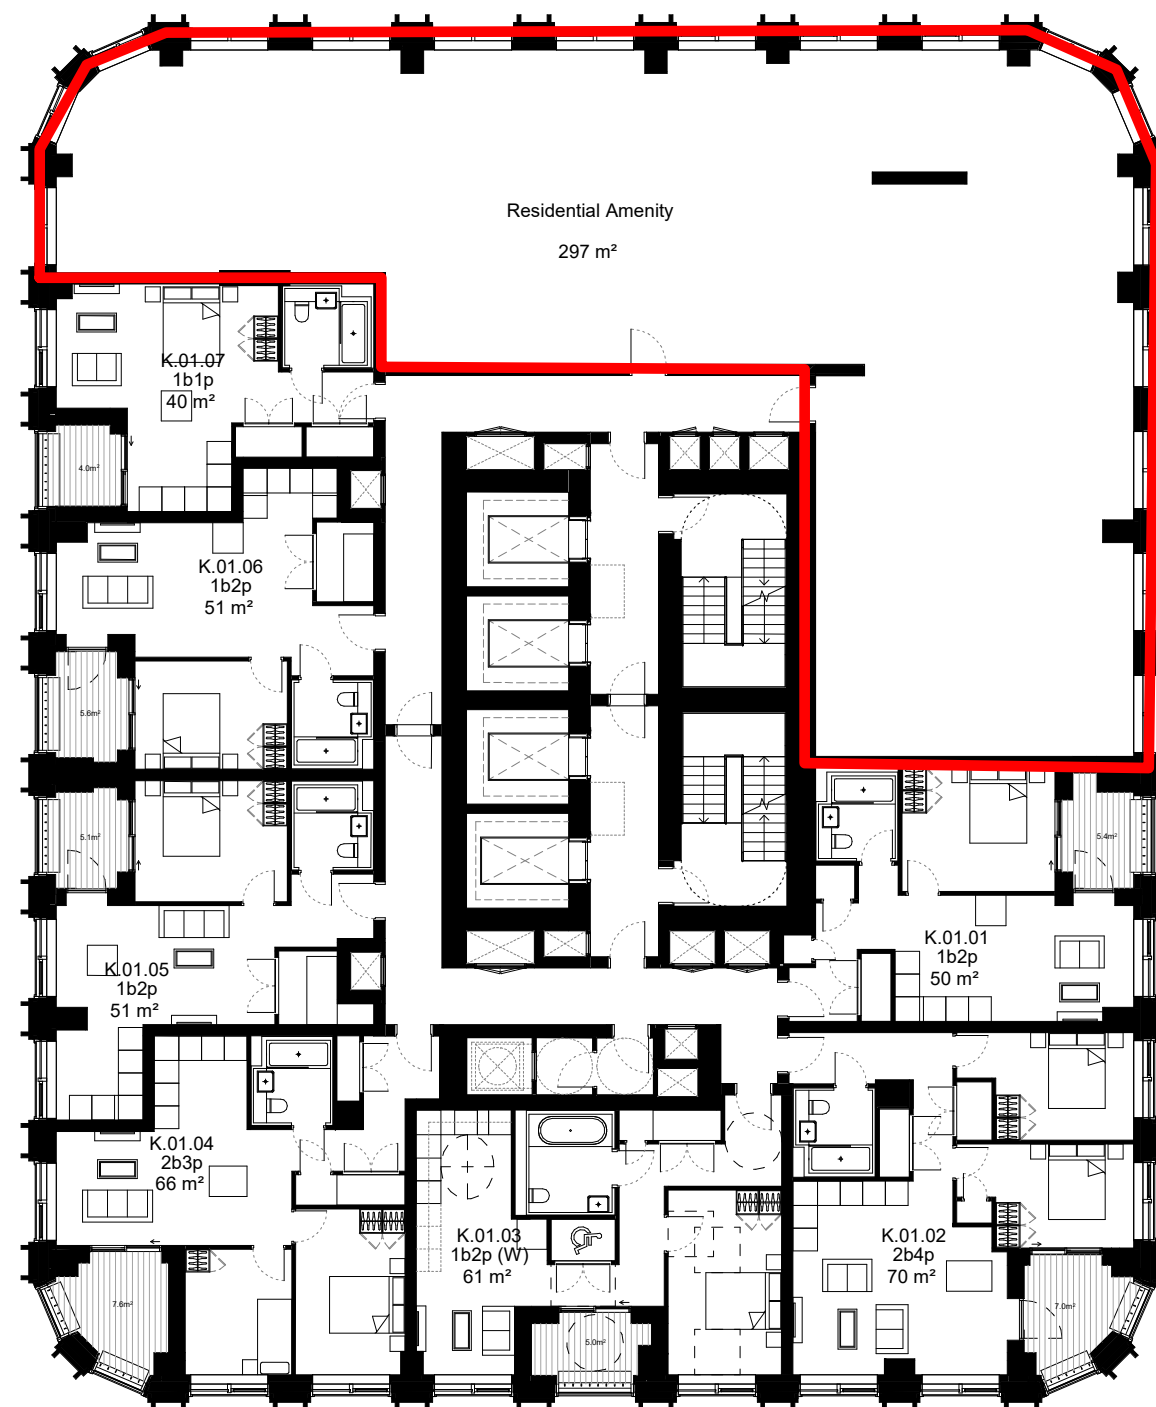 Residential Amenity
297 m²
K.01.07
1b1p
40 m²
4.0m²
K.01.06
1b2p
51 m²
5.6m²
5.1m²
5.4m²
K.01.01
1b2p
50 m²
K.01.05
1b2p
51 m²
K.01.04
2b3p
66 m²
K.01.03
1b2p (W)
61 m²
K.01.02
2b4p
70 m²
7.6m²
5.0m²
7.0m²